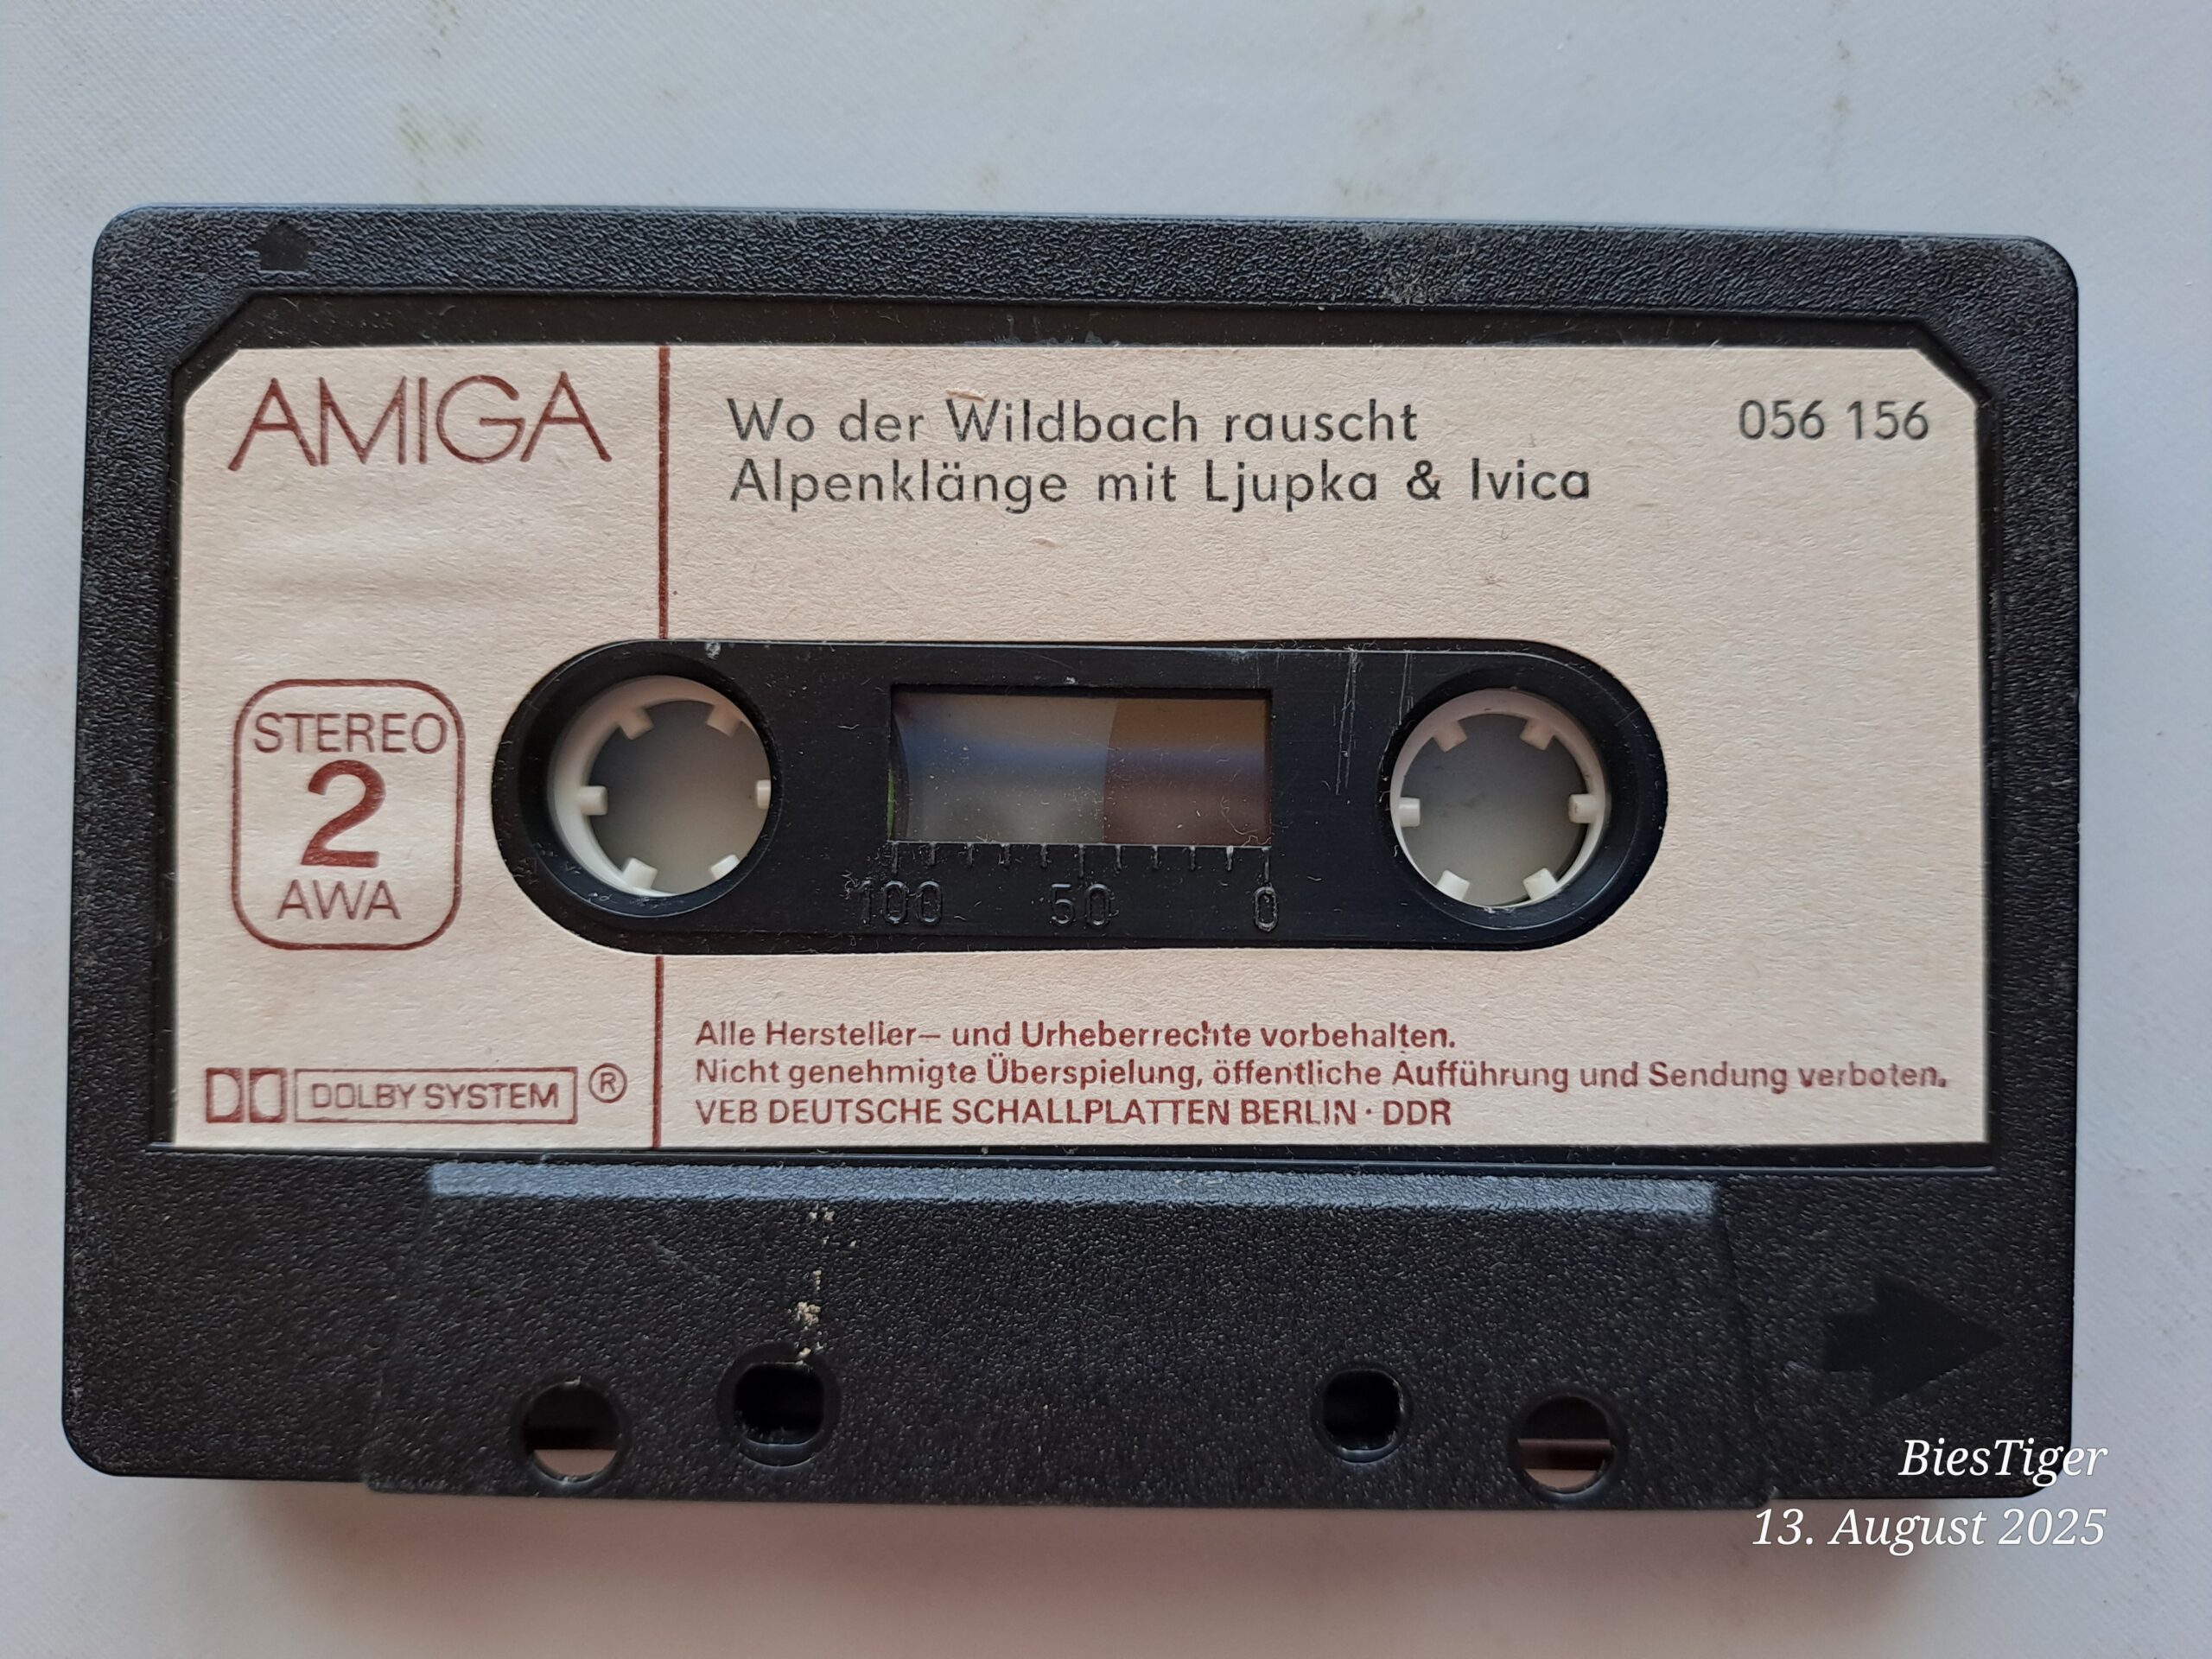 AMIGA
Wo der Wildbach rauscht
Alpenklänge mit Ljupka & Ivica
056 156
STEREO
2
AWA
100 50 0
DOLBY SYSTEM ®
Alle Hersteller– und Urheberrechte vorbehalten.
Nicht genehmigte Überspielung, öffentliche Aufführung und Sendung verboten.
VEB DEUTSCHE SCHALLPLATTEN BERLIN · DDR
BiesTiger
13. August 2025